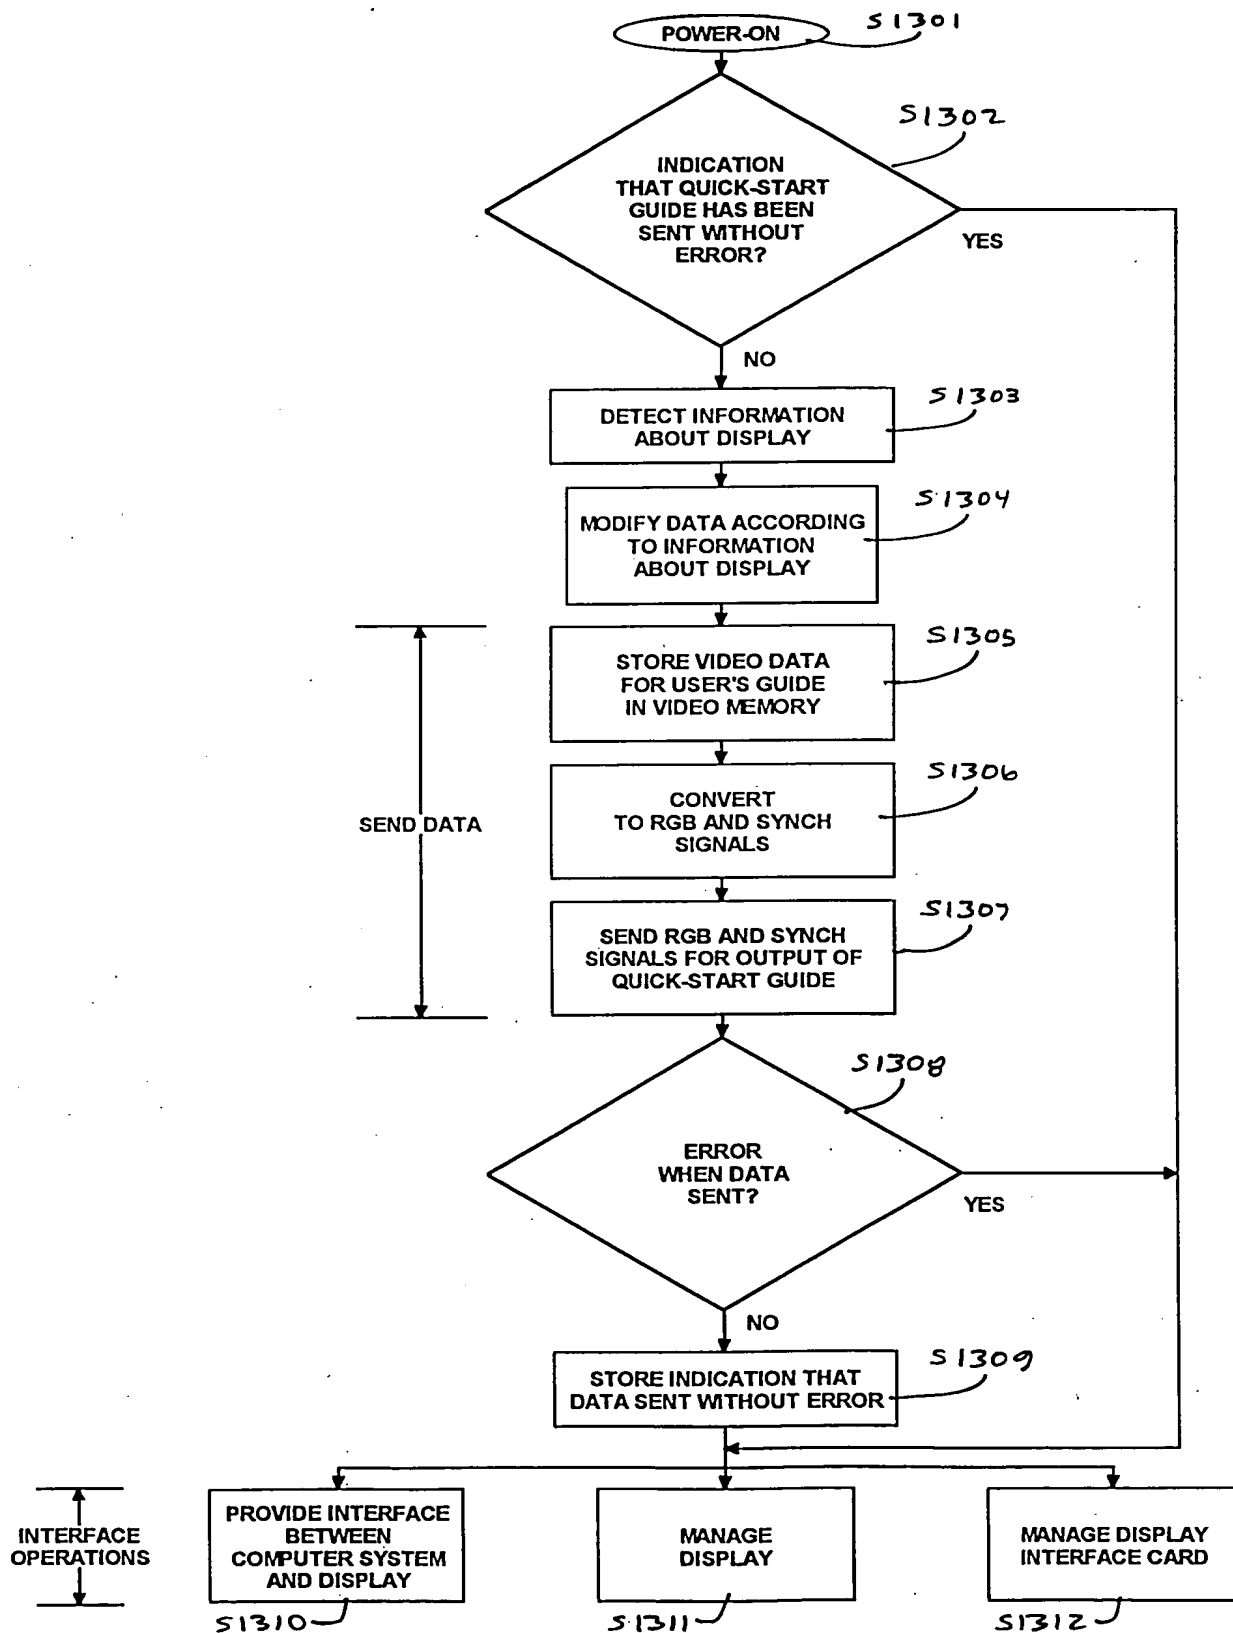 POWER-ON
S1301
S1302
INDICATION
THAT QUICK-START
GUIDE HAS BEEN
SENT WITHOUT
ERROR?
YES
NO
S1303
DETECT INFORMATION
ABOUT DISPLAY
S1304
MODIFY DATA ACCORDING
TO INFORMATION
ABOUT DISPLAY
S1305
STORE VIDEO DATA
FOR USER'S GUIDE
IN VIDEO MEMORY
S1306
CONVERT
TO RGB AND SYNCH
SIGNALS
SEND DATA
S1307
SEND RGB AND SYNCH
SIGNALS FOR OUTPUT OF
QUICK-START GUIDE
S1308
ERROR
WHEN DATA
SENT?
YES
NO
S1309
STORE INDICATION THAT
DATA SENT WITHOUT ERROR
INTERFACE
OPERATIONS
PROVIDE INTERFACE
BETWEEN
COMPUTER SYSTEM
AND DISPLAY
MANAGE
DISPLAY
MANAGE DISPLAY
INTERFACE CARD
S1310
S1311
S1312